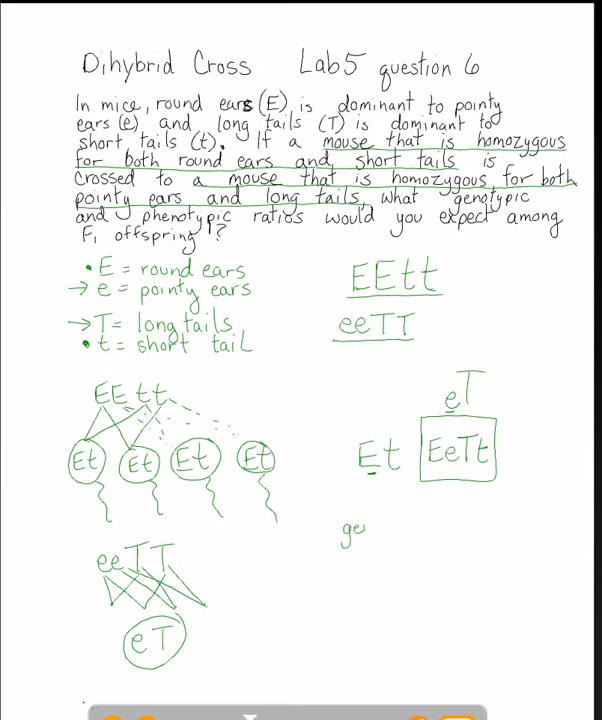 Dihybrid Cross Lab5 question 6
In mice, round ears (E) is dominant to pointy
ears (e) and long tails (T) is dominant to
short tails (t). If a mouse that is homozygous
for both round ears and short tails is
crossed to a mouse that is homozygous for both
pointy ears and long tails, what genotypic
and phenotypic ratios would you expect among
F1 offspring?
• E = round ears
→ e = pointy ears
→ T = long tails
• t = short tail
EEtt
eeTT
EE tt
Et Et Et Et
eT
Et EeTt
ge
eeTT
eT